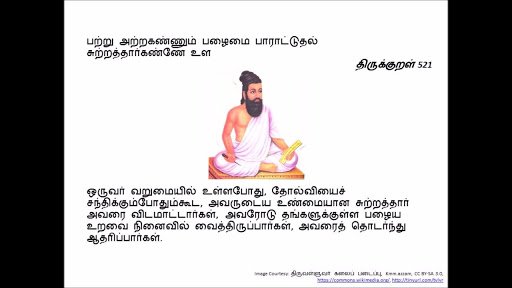 பற்று அற்றகண்ணும் பழைமை பாராட்டுதல்
சுற்றத்தார்கண்ணே உள
திருக்குறள் 521
ஒருவர் வறுமையில் உள்ளபோது, தோல்வியைச்
சந்திக்கும்போதும்கூட, அவருடைய உண்மையான சுற்றத்தார்
அவரை விடமாட்டார்கள், அவரோடு தங்களுக்குள்ள பழைய
உறவை நினைவில் வைத்திருப்பார்கள், அவரைத் தொடர்ந்து
ஆதரிப்பார்கள்.
Image Courtesy: திருவள்ளுவர் கலைப் படைப்பு, Kmm.azzam, CC BY-SA 3.0,
https://commons.wikimedia.org/, http://tinyurl.com/tvlvr